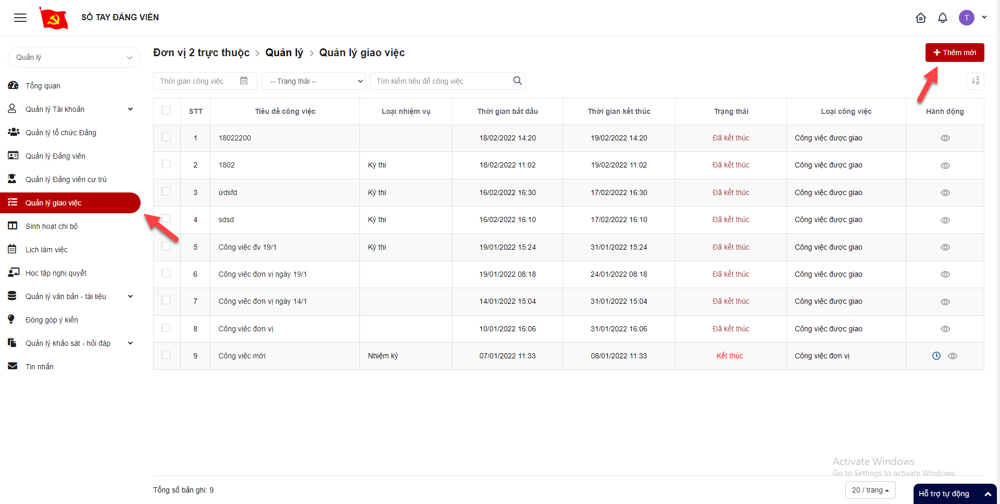 SỔ TAY ĐẢNG VIÊN
T
Quản lý
Tổng quan
Quản lý Tài khoản
Quản lý tổ chức Đảng
Quản lý Đảng viên
Quản lý Đảng viên cư trú
Quản lý giao việc
Sinh hoạt chi bộ
Lịch làm việc
Học tập nghị quyết
Quản lý văn bản - tài liệu
Đóng góp ý kiến
Quản lý khảo sát - hỏi đáp
Tin nhắn
Đơn vị 2 trực thuộc > Quản lý > Quản lý giao việc
+ Thêm mới
Thời gian công việc -- Trạng thái -- Tìm kiếm tiêu đề công việc
STT Tiêu đề công việc Loại nhiệm vụ Thời gian bắt đầu Thời gian kết thúc Trạng thái Loại công việc Hành động
1 18022200 18/02/2022 14:20 19/02/2022 14:20 Đã kết thúc Công việc được giao
2 1802 Kỳ thi 18/02/2022 11:02 19/02/2022 11:02 Đã kết thúc Công việc được giao
3 ừdsfd Kỳ thi 16/02/2022 16:30 17/02/2022 16:30 Đã kết thúc Công việc được giao
4 sdsd Kỳ thi 16/02/2022 16:10 17/02/2022 16:10 Đã kết thúc Công việc được giao
5 Công việc đv 19/1 Kỳ thi 19/01/2022 15:24 31/01/2022 15:24 Đã kết thúc Công việc được giao
6 Công việc đơn vị ngày 19/1 19/01/2022 08:18 24/01/2022 08:18 Đã kết thúc Công việc được giao
7 Công việc đơn vị ngày 14/1 14/01/2022 15:04 31/01/2022 15:04 Đã kết thúc Công việc được giao
8 Công việc đơn vị 10/01/2022 16:06 31/01/2022 16:06 Đã kết thúc Công việc được giao
9 Công việc mới Nhiệm kỳ 07/01/2022 11:33 08/01/2022 11:33 Kết thúc Công việc đơn vị
Activate Windows
Go to Settings to activate Windows.
Tổng số bản ghi: 9
20 / trang
Hỗ trợ tự động